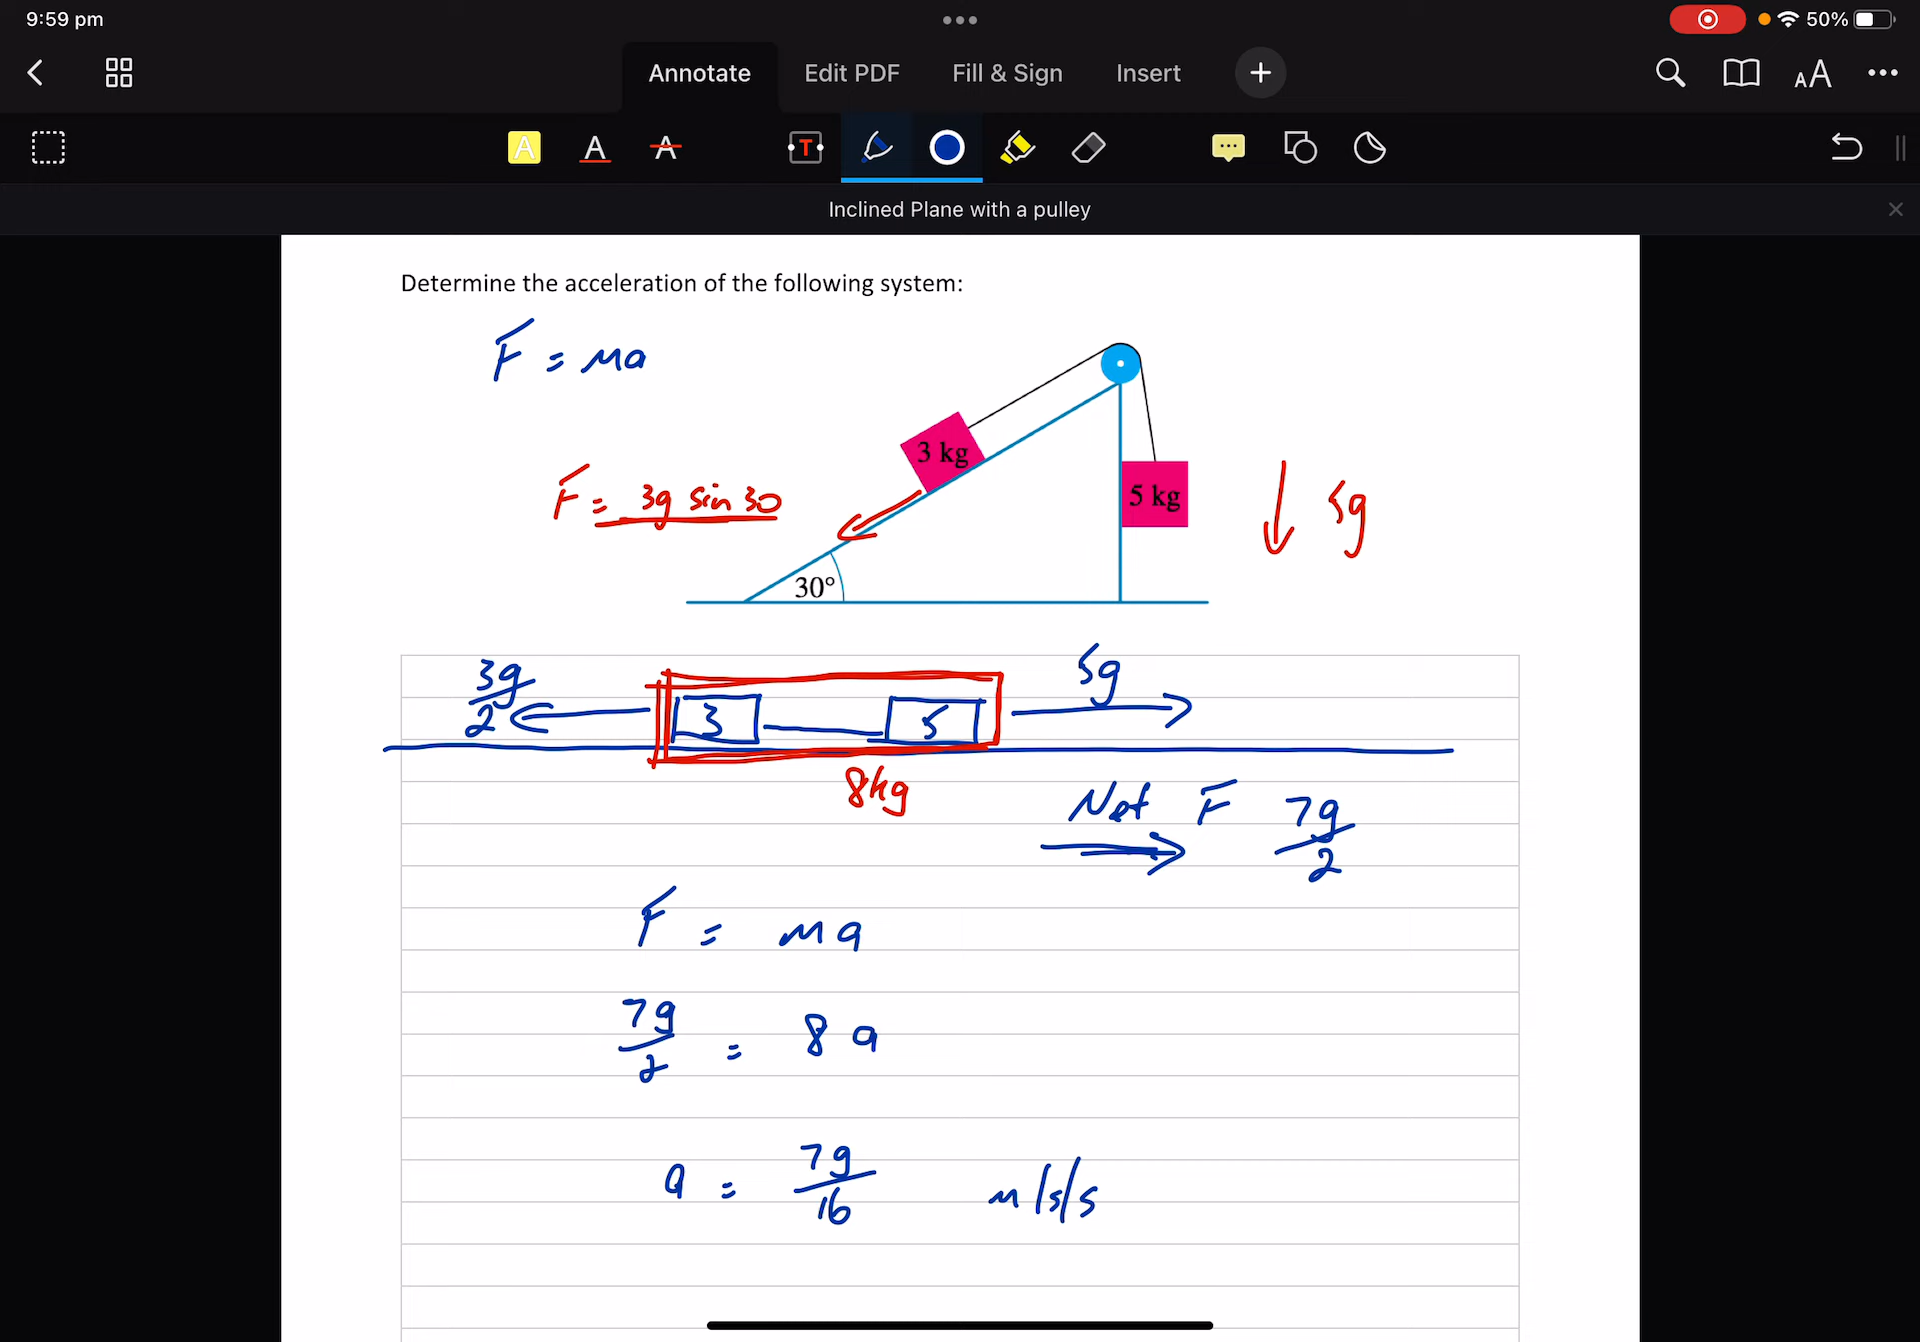 9:59 pm
50%
Annotate Edit PDF Fill & Sign Insert
A A A T AA
Inclined Plane with a pulley
Determine the acceleration of the following system:
F = ma
3 kg
F = 3g sin 30
5 kg
5g
30°
3g/2
3
5
5g
8kg
Net F 7g/2
F = ma
7g/2 = 8a
a = 7g/16 m/s/s